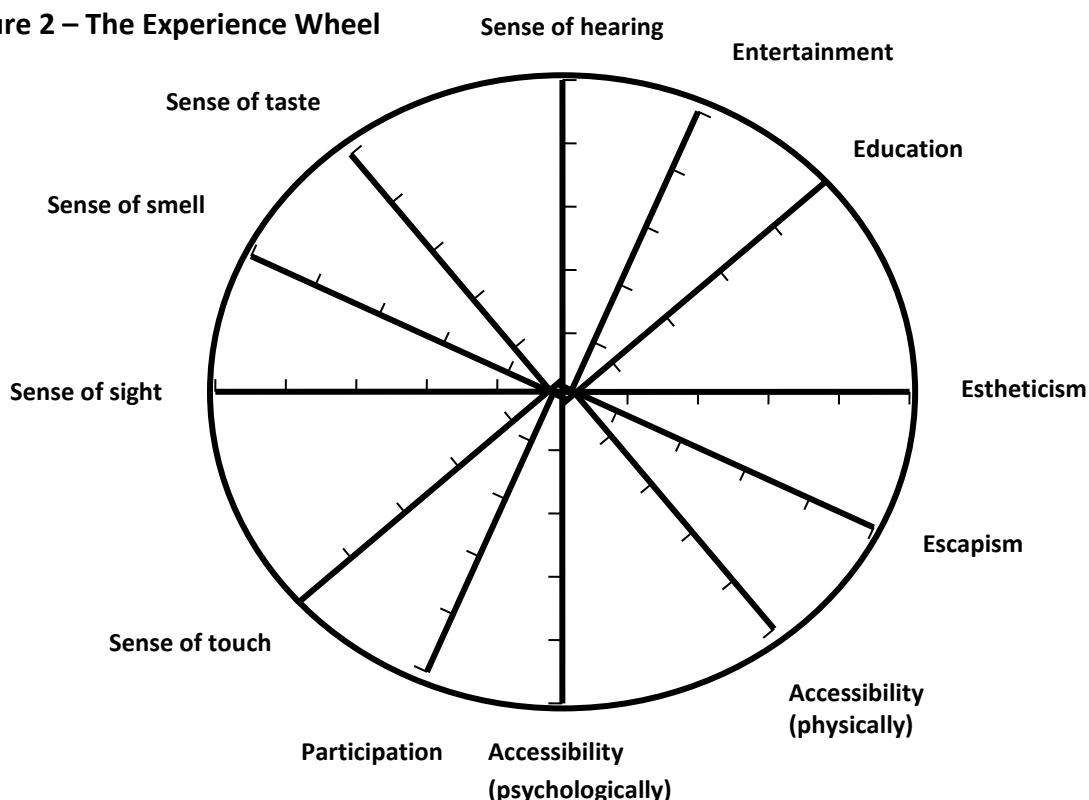 ure 2 – The Experience Wheel
Sense of hearing
Entertainment
Sense of taste
Education
Sense of smell
Sense of sight
Estheticism
Escapism
Sense of touch
Accessibility
(physically)
Participation
Accessibility
(psychologically)